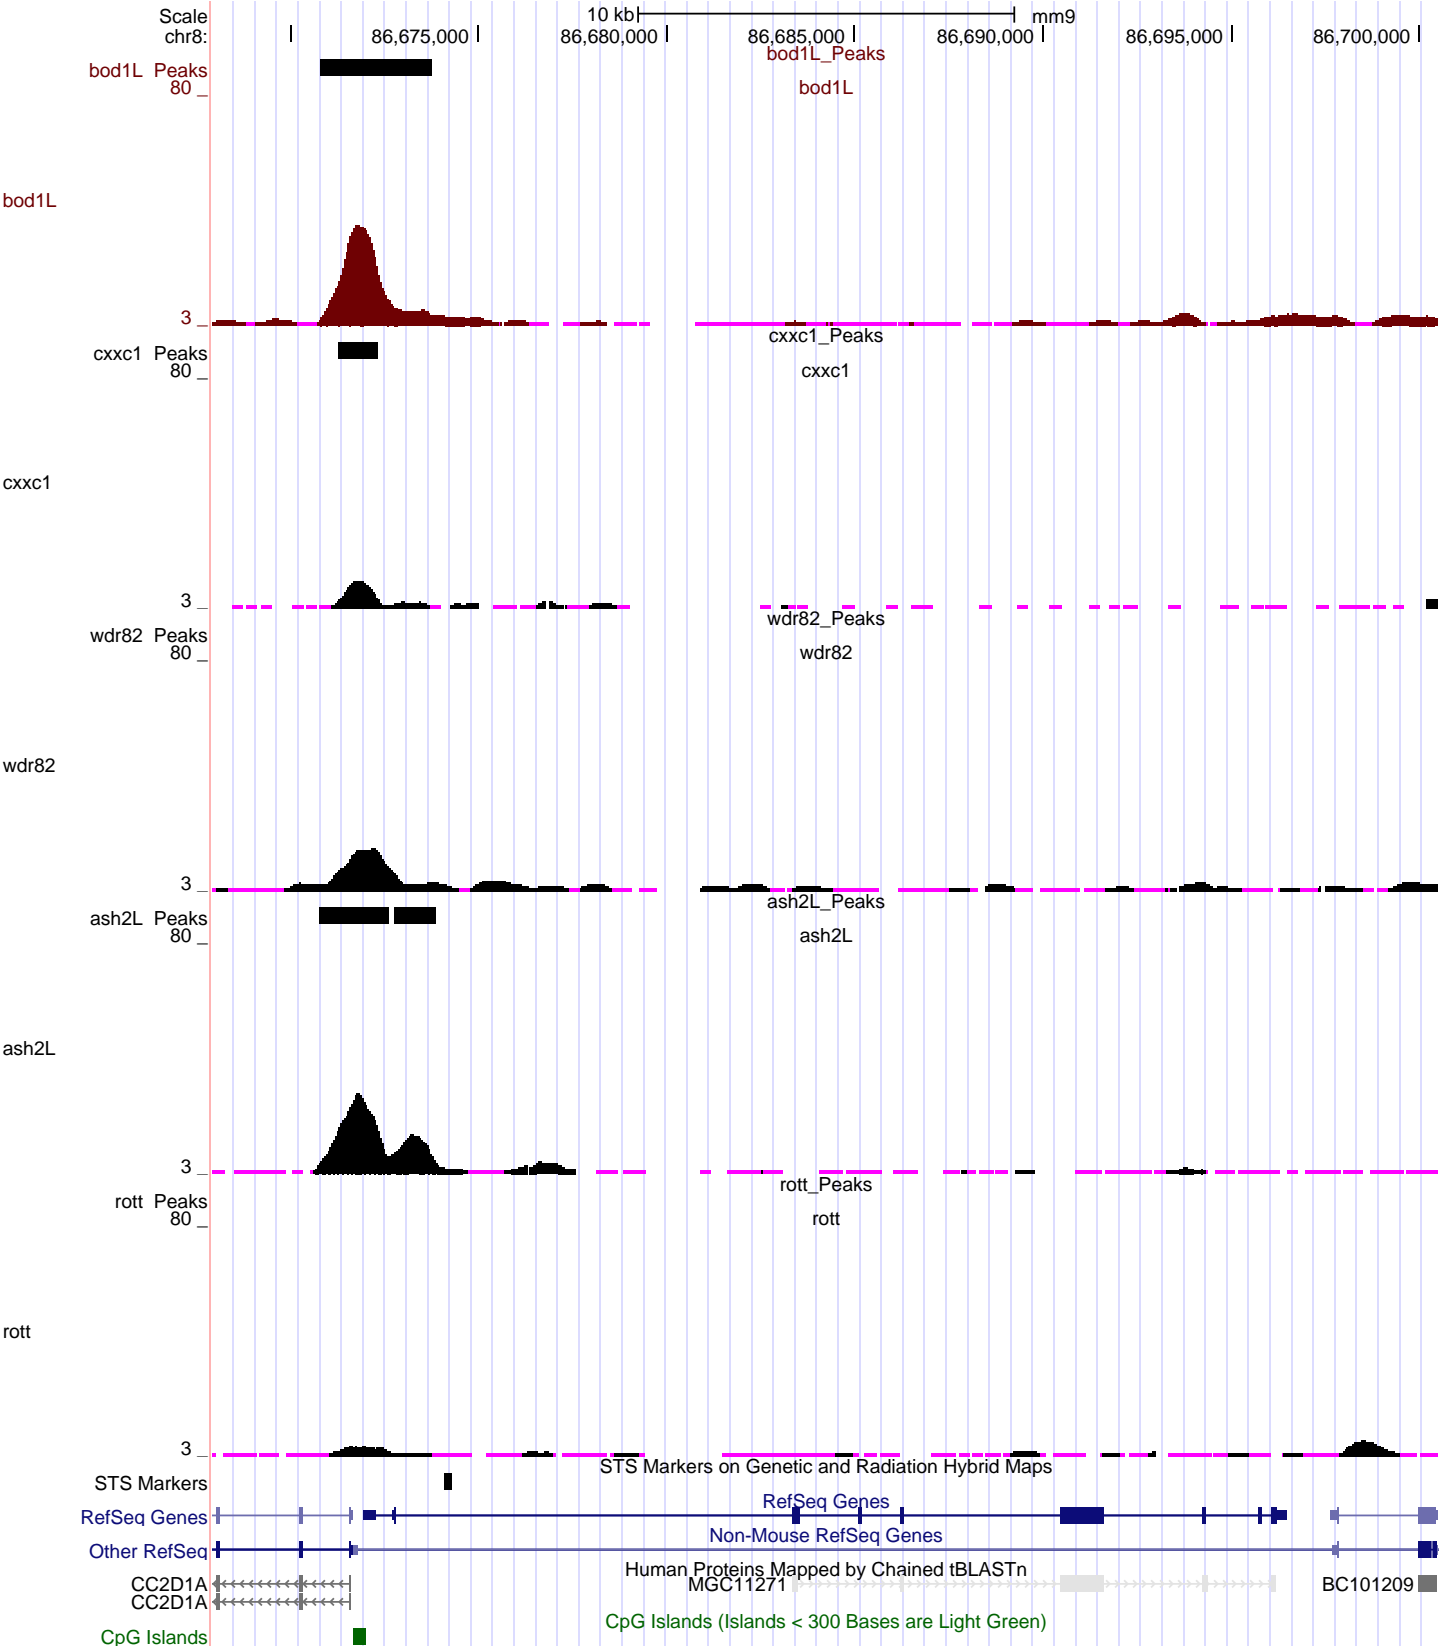 Scale 10 kb mm9
chr8: 86,675,000 86,680,000 86,685,000 86,690,000 86,695,000 86,700,000
bod1L_Peaks
bod1L Peaks
80 _ bod1L
bod1L
3 _
cxxc1_Peaks
cxxc1 Peaks
80 _ cxxc1
cxxc1
3 _
wdr82_Peaks
wdr82 Peaks
80 _ wdr82
wdr82
3 _
ash2L_Peaks
ash2L Peaks
80 _ ash2L
ash2L
3 _
rott_Peaks
rott Peaks
80 _ rott
rott
3 _
STS Markers on Genetic and Radiation Hybrid Maps
STS Markers
RefSeq Genes
RefSeq Genes
Non-Mouse RefSeq Genes
Other RefSeq
Human Proteins Mapped by Chained tBLASTn
CC2D1A MGC11271 BC101209
CC2D1A
CpG Islands (Islands < 300 Bases are Light Green)
CpG Islands